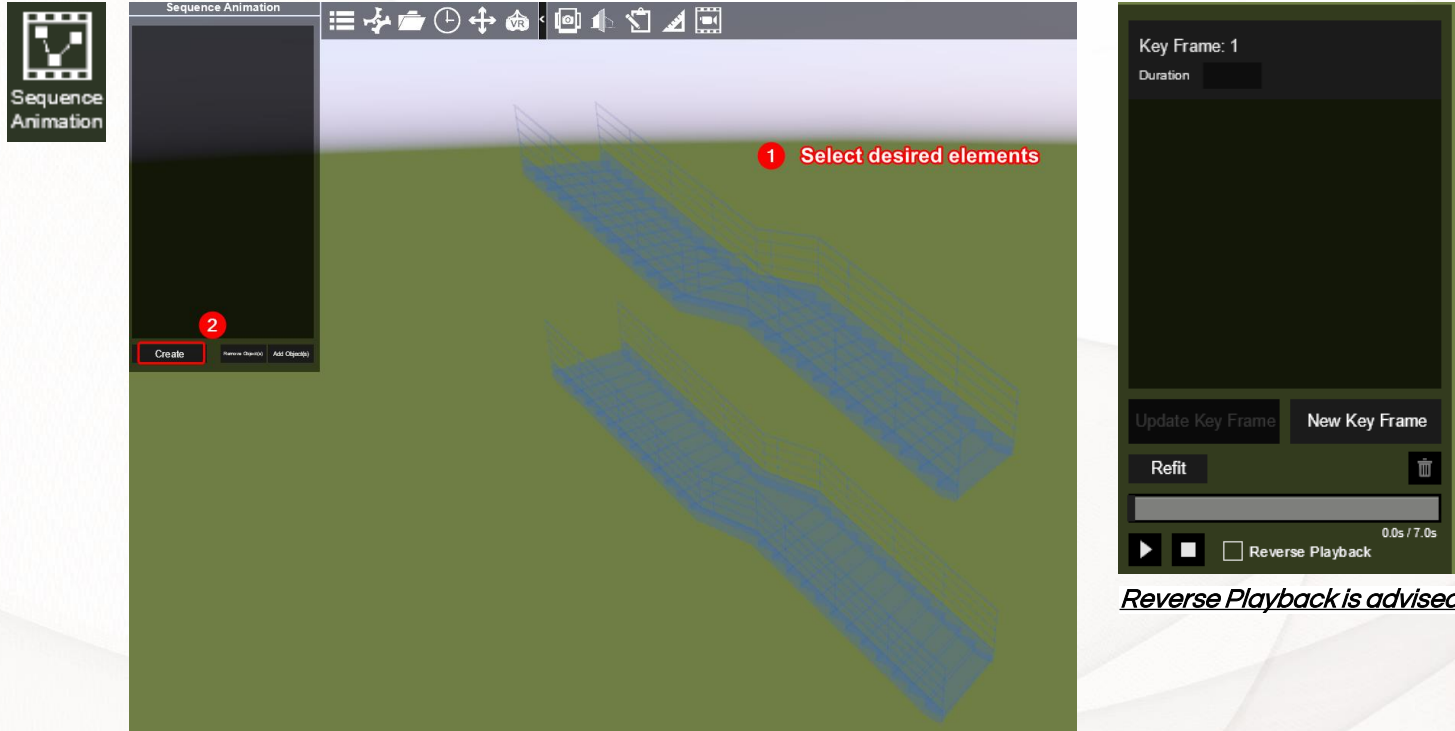 Sequence
Animation
Sequence Animation
VR
1 Select desired elements
2
Create
Remove Object(s)
Add Object(s)
Key Frame: 1
Duration
Update Key Frame
New Key Frame
Refit
0.0s / 7.0s
Reverse Playback
Reverse Playback is advised